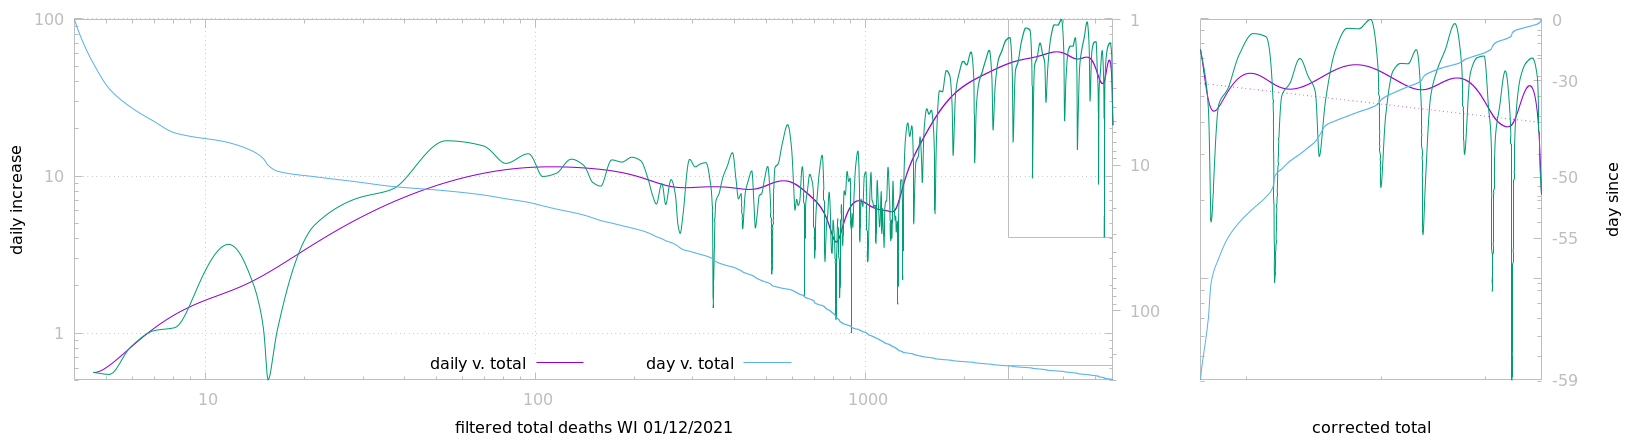 100
10
1
daily increase
10
100
1000
1
10
100
daily v. total
day v. total
filtered total deaths WI 01/12/2021
0
-30
-50
-55
-59
day since
corrected total